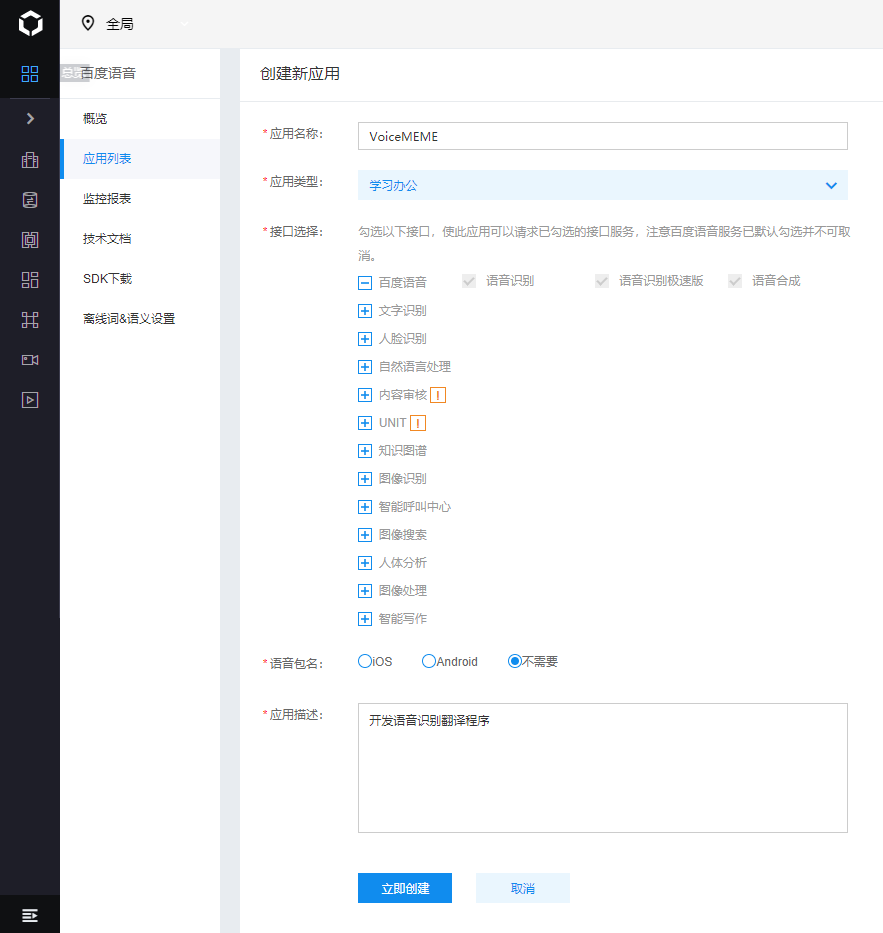 全局
总览
百度语音
概览
应用列表
监控报表
技术文档
SDK下载
离线词&语义设置
创建新应用
*应用名称：
VoiceMEME
*应用类型：
学习办公
*接口选择：
勾选以下接口，使此应用可以请求已勾选的接口服务，注意百度语音服务已默认勾选并不可取
消。
百度语音 语音识别 语音识别极速版 语音合成
文字识别
人脸识别
自然语言处理
内容审核 !
UNIT !
知识图谱
图像识别
智能呼叫中心
图像搜索
人体分析
图像处理
智能写作
*语音包名：
iOS Android 不需要
*应用描述：
开发语音识别翻译程序
立即创建 取消